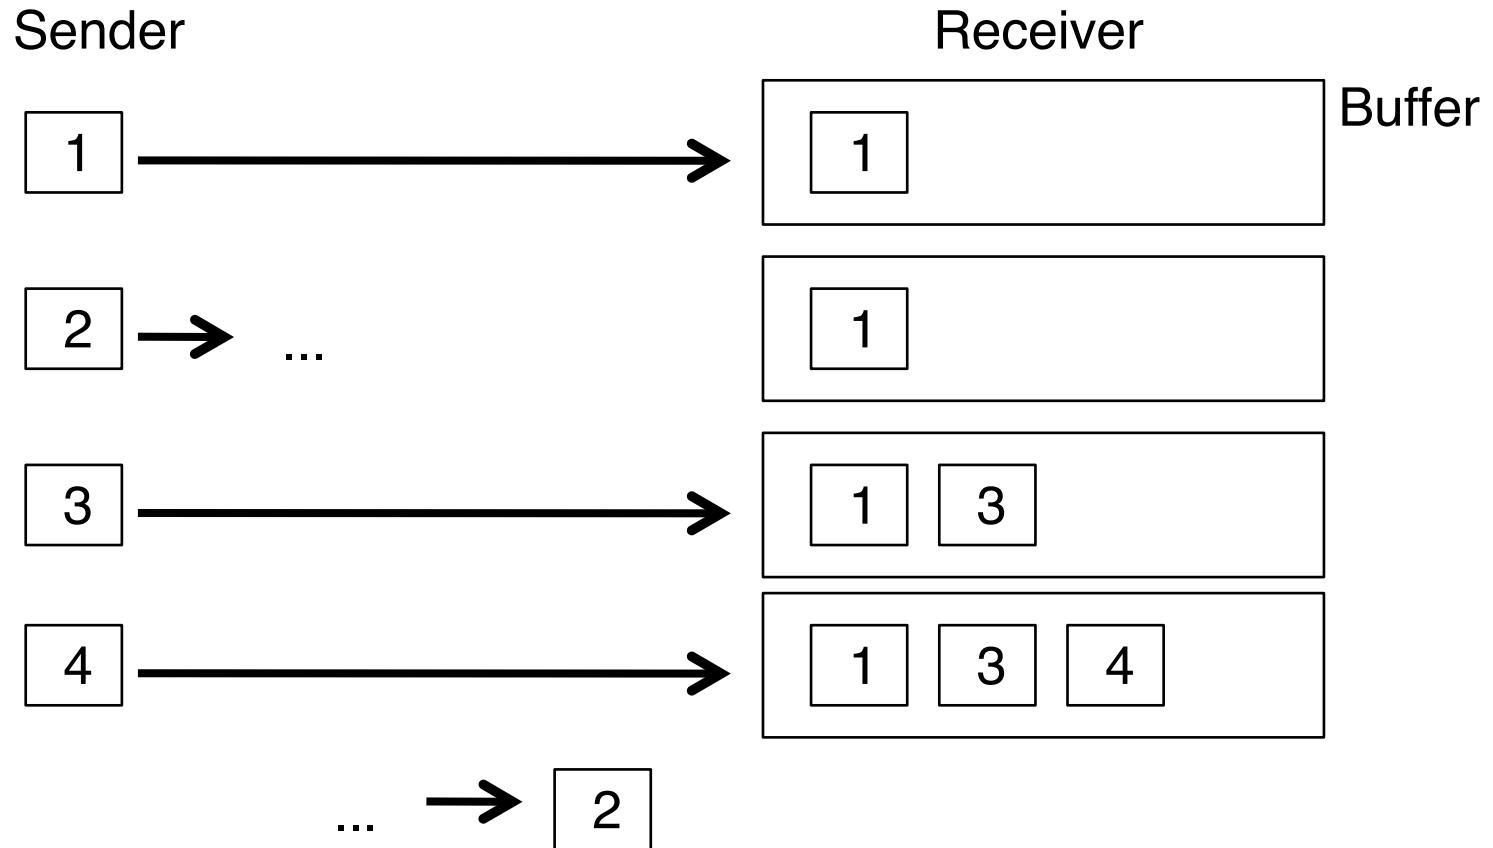 Sender Receiver
Buffer
1 1
2 ... 1
3 1 3
4 1 3 4
... 2